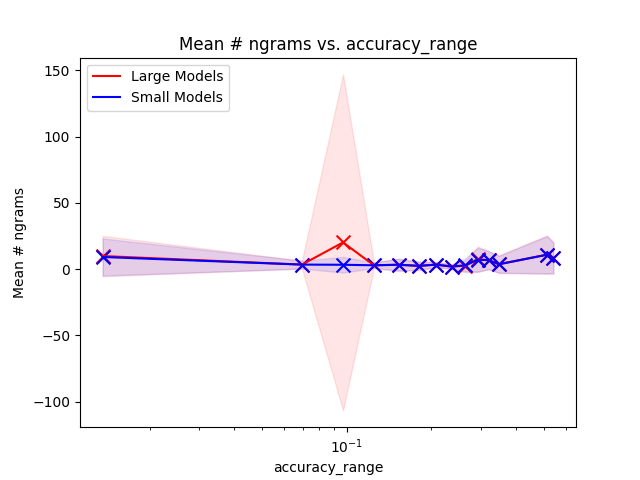 Mean # ngrams vs. accuracy_range
Large Models
Small Models
150
100
50
0
−50
−100
Mean # ngrams
10⁻¹
accuracy_range